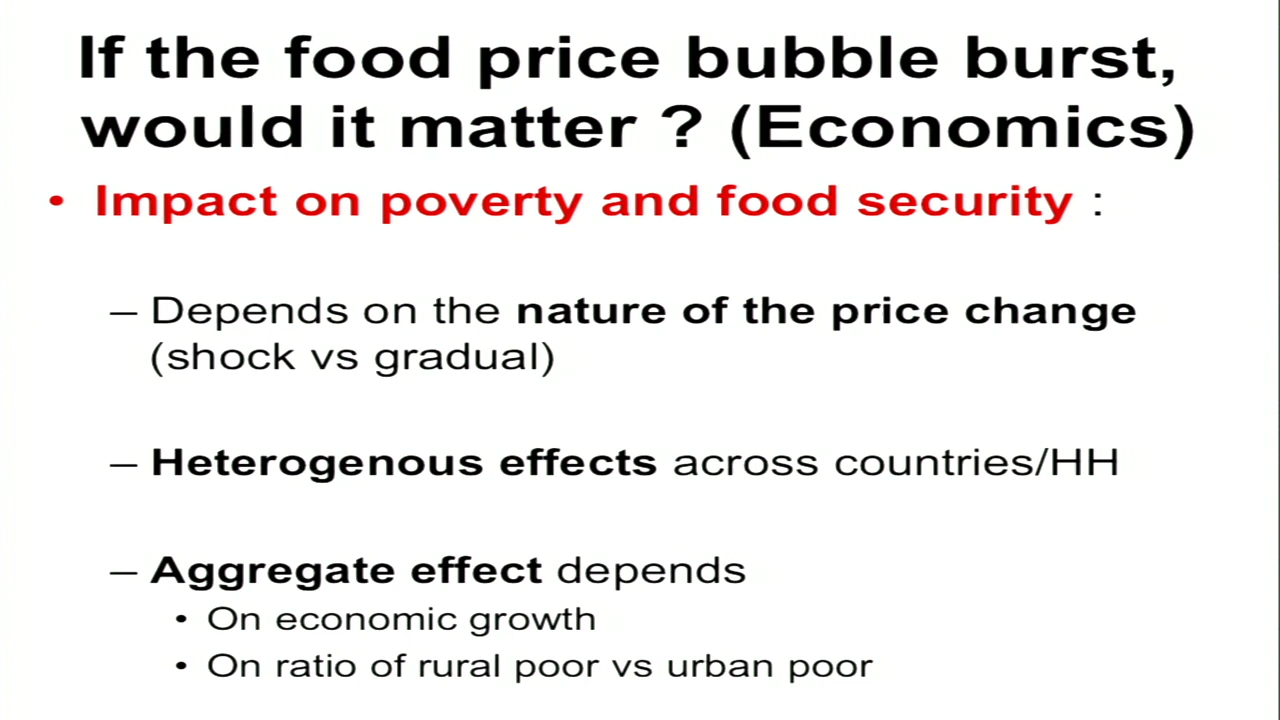 If the food price bubble burst,
would it matter ? (Economics)
• Impact on poverty and food security :
– Depends on the nature of the price change
(shock vs gradual)
– Heterogenous effects across countries/HH
– Aggregate effect depends
• On economic growth
• On ratio of rural poor vs urban poor